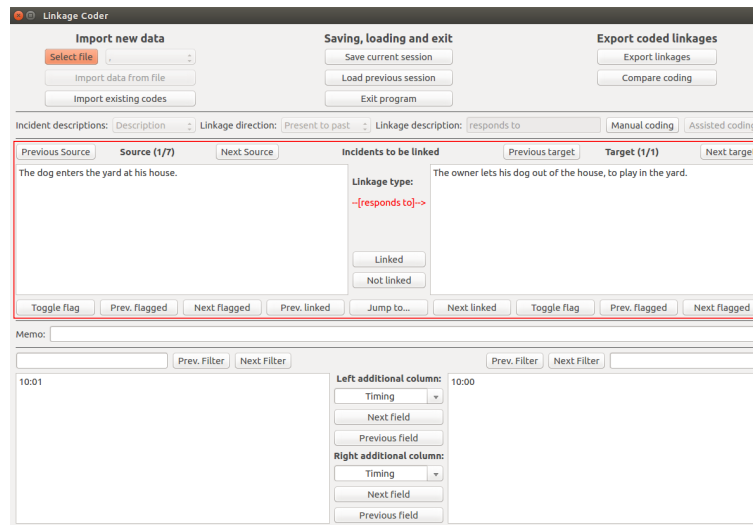 Linkage Coder
Import new data
Saving, loading and exit
Export coded linkages
Select file ,
Save current session
Export linkages
Import data from file
Load previous session
Compare coding
Import existing codes
Exit program
Incident descriptions: Description Linkage direction: Present to past Linkage description: responds to Manual coding Assisted coding
Previous Source Source (1/7) Next Source Incidents to be linked Previous target Target (1/1) Next target
The dog enters the yard at his house.
Linkage type:
--[responds to]-->
The owner lets his dog out of the house, to play in the yard.
Linked
Not linked
Toggle flag Prev. flagged Next flagged Prev. linked Jump to... Next linked Toggle flag Prev. flagged Next flagged
Memo:
Prev. Filter Next Filter Prev. Filter Next Filter
10:01
Left additional column:
Timing
Next field
Previous field
Right additional column:
Timing
Next field
Previous field
10:00